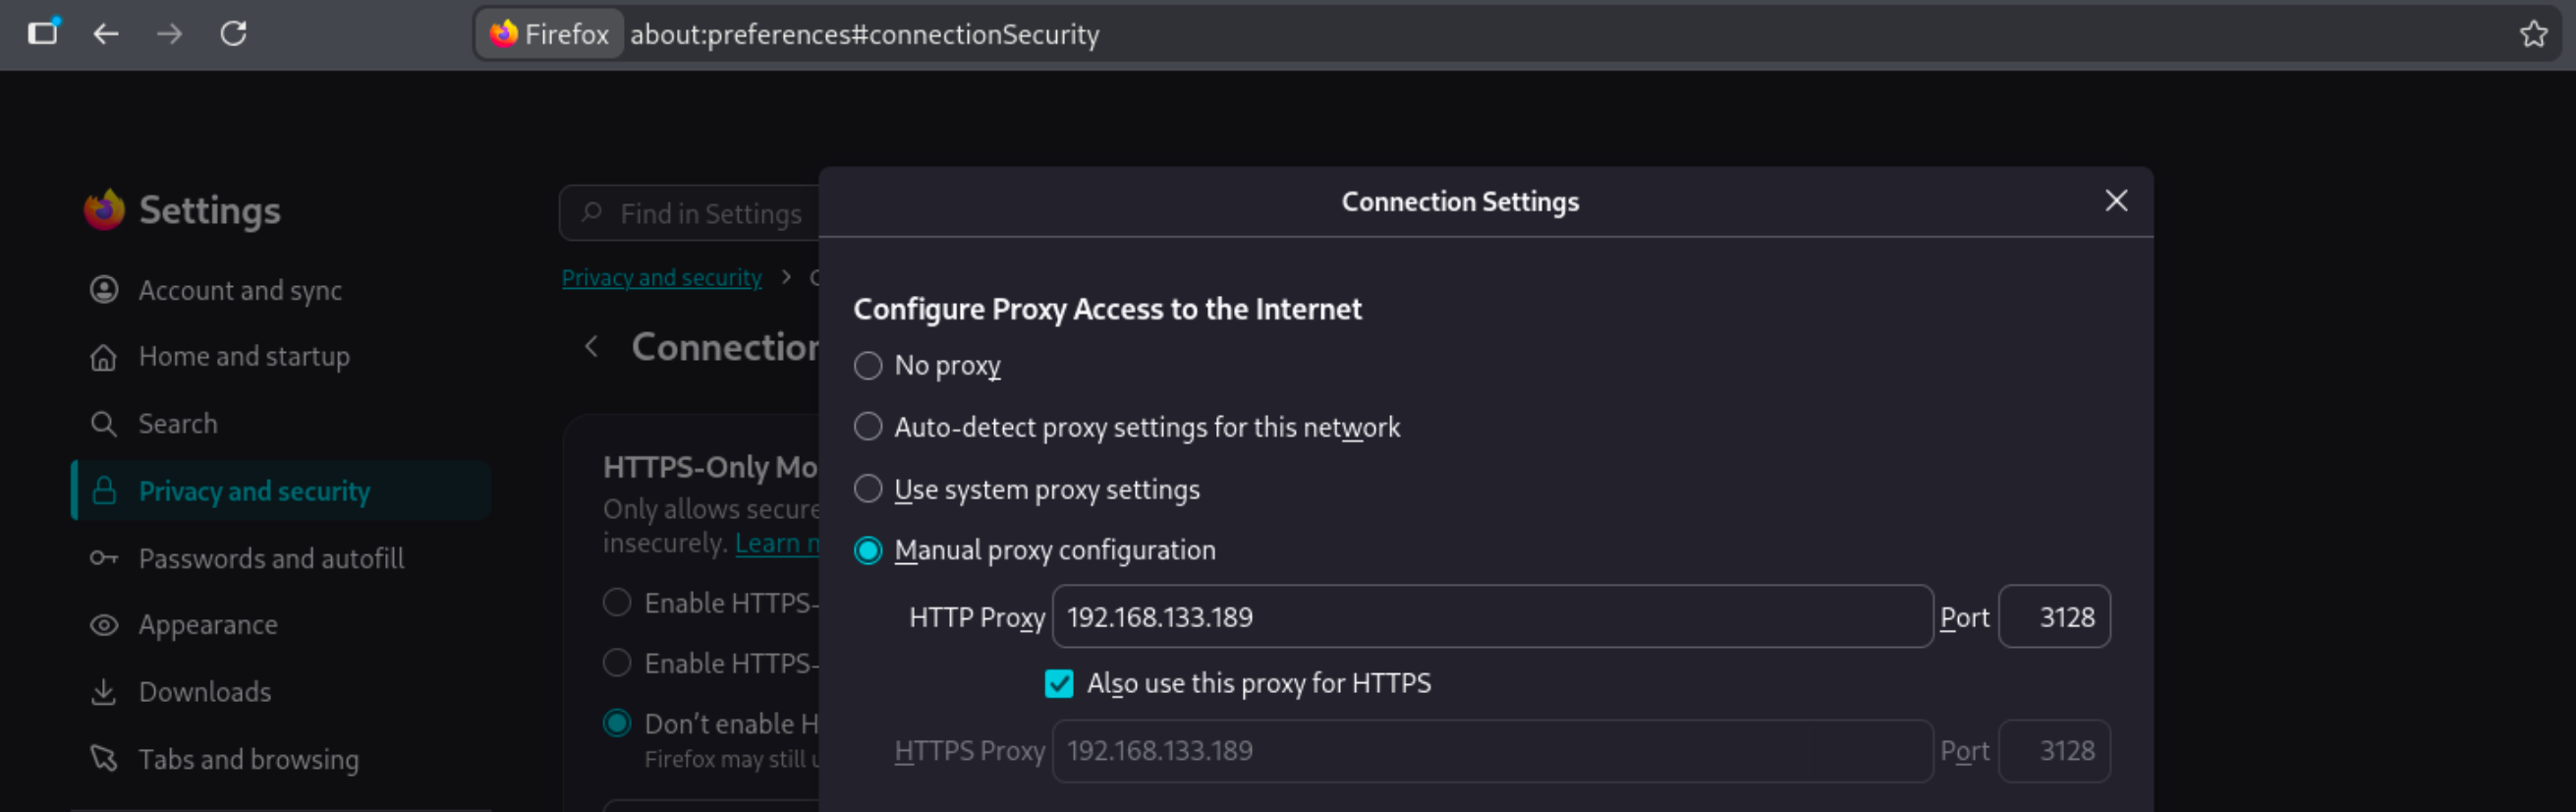 Firefox about:preferences#connectionSecurity
Settings
Find in Settings
Account and sync
Home and startup
Search
Privacy and security
Passwords and autofill
Appearance
Downloads
Tabs and browsing
Privacy and security
Connection
HTTPS-Only Mo
Only allows secure
insecurely. Learn
Enable HTTPS-
Enable HTTPS-
Don't enable H
Firefox may still
Connection Settings
Configure Proxy Access to the Internet
No proxy
Auto-detect proxy settings for this network
Use system proxy settings
Manual proxy configuration
HTTP Proxy 192.168.133.189 Port 3128
Also use this proxy for HTTPS
HTTPS Proxy 192.168.133.189 Port 3128